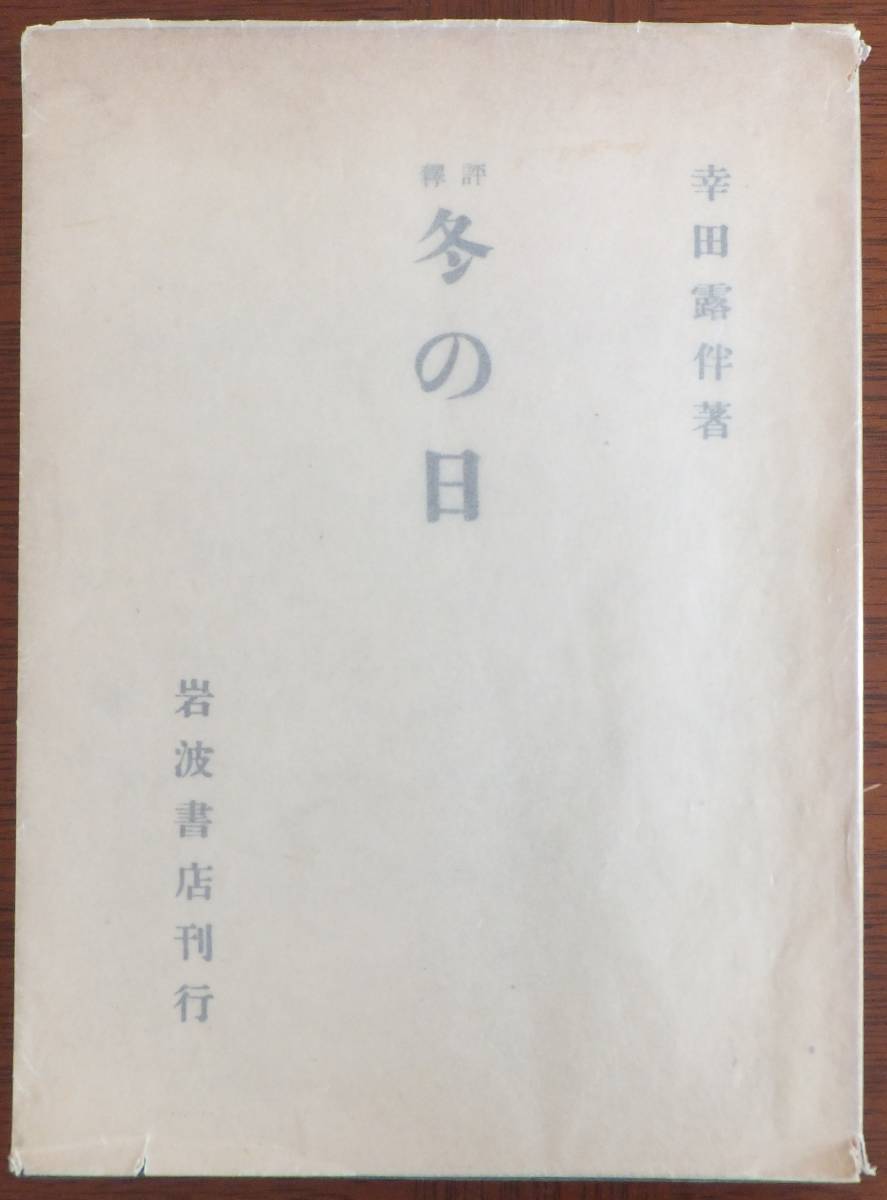 幸田露伴著
評釋
冬の日
岩波書店刊行